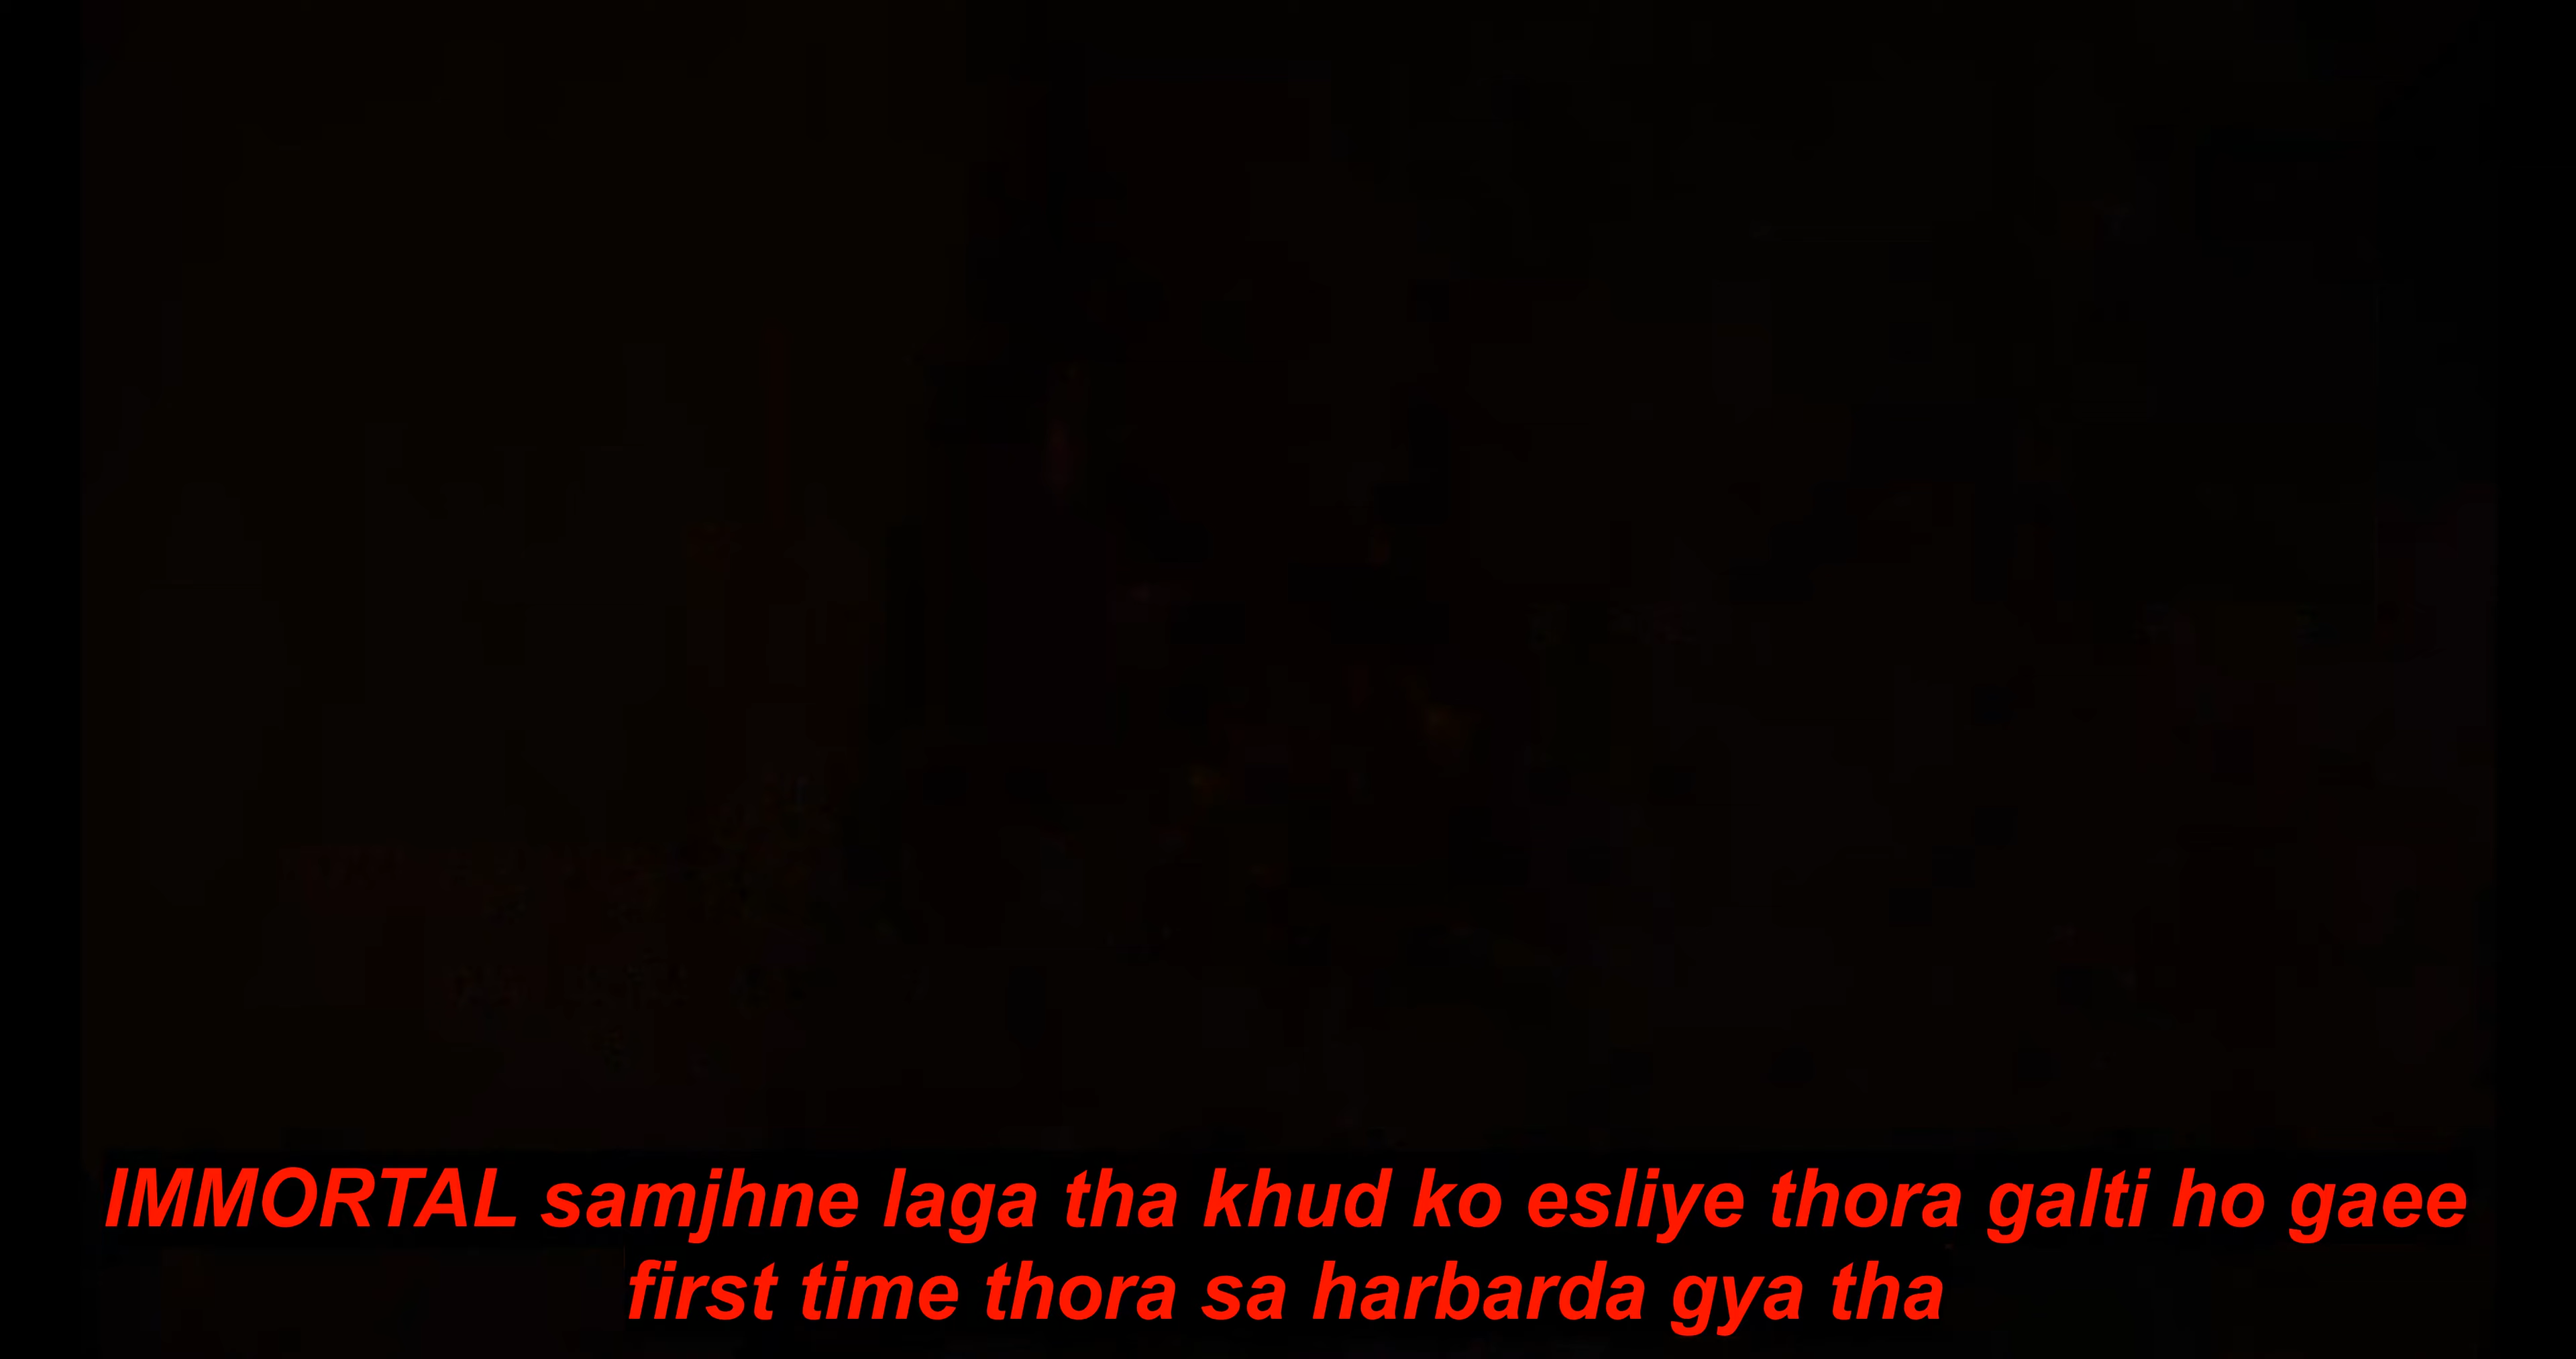 IMMORTAL samjhne laga tha khud ko esliye thora galti ho gaee
first time thora sa harbarda gya tha